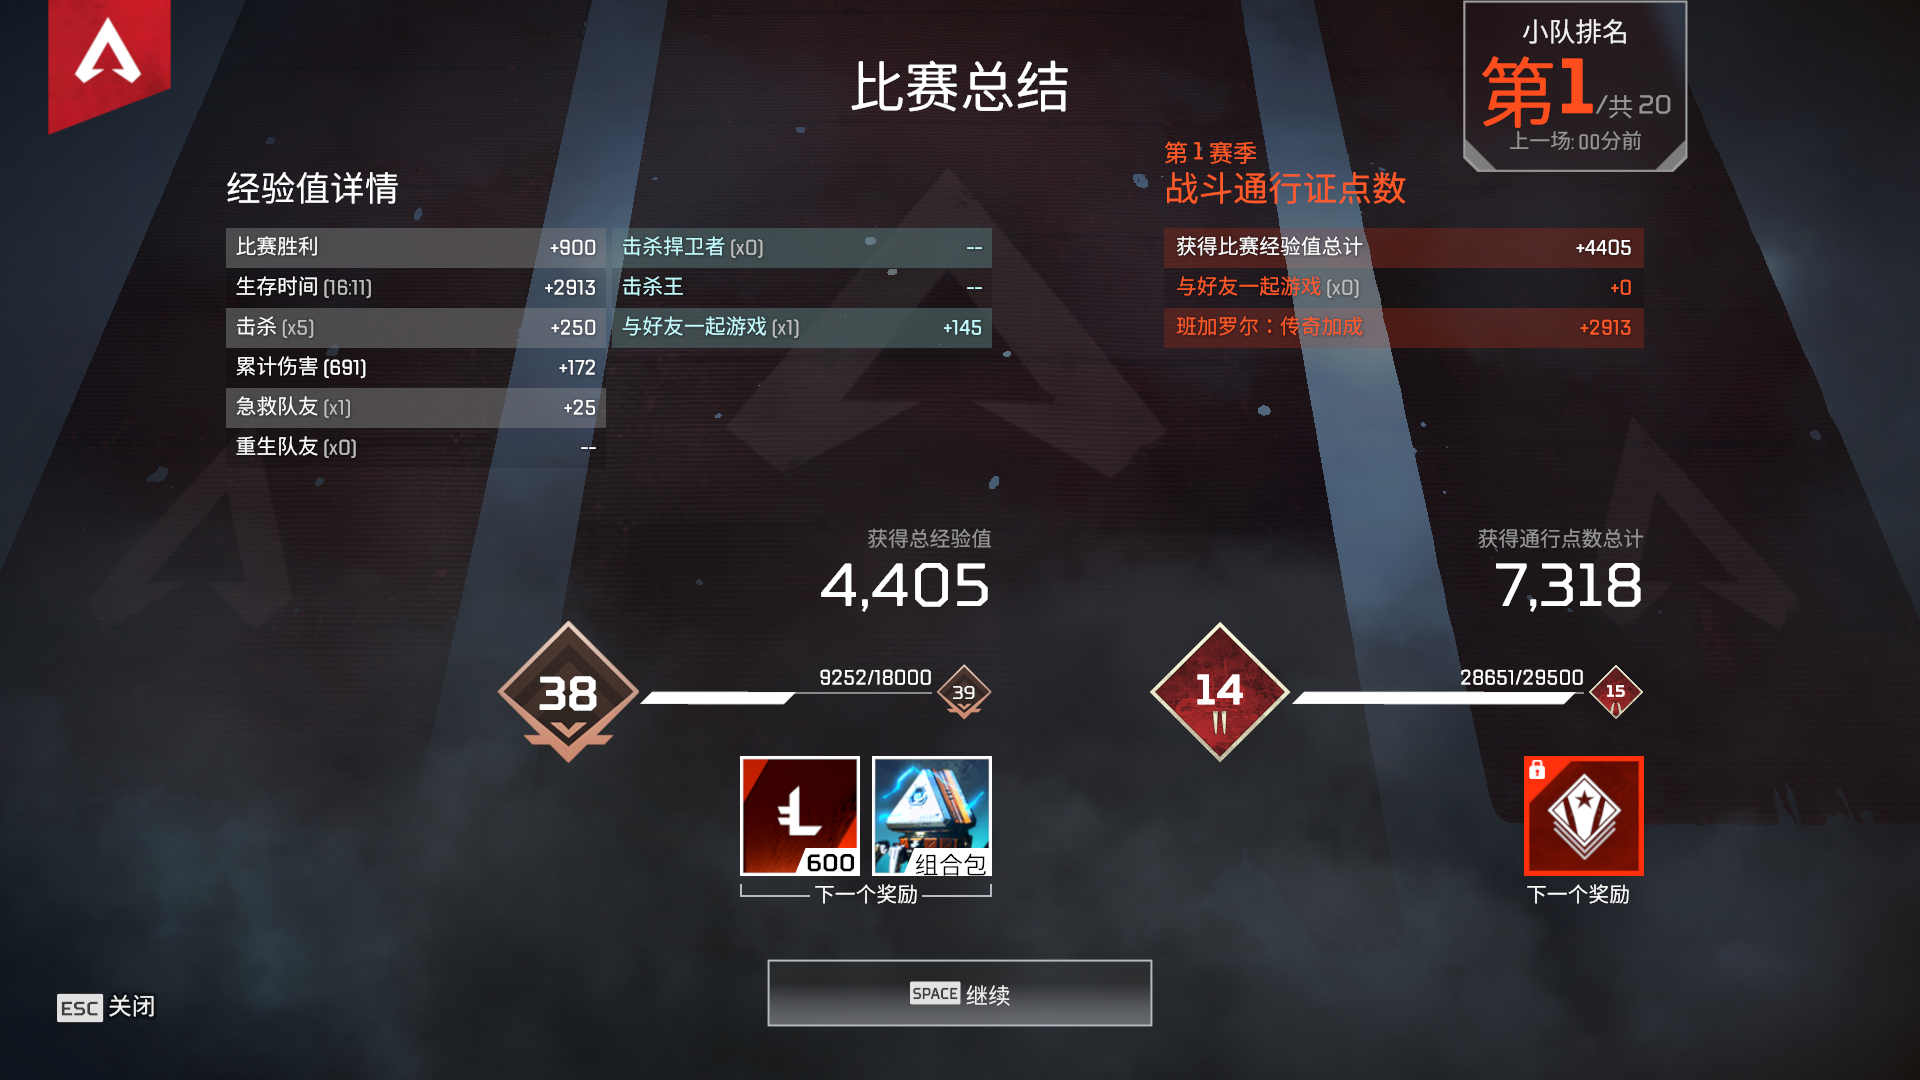 比赛总结
小队排名
第1/共 20
上一场: 00分前
经验值详情
比赛胜利 +900
生存时间 (16:11) +2913
击杀 (x5) +250
累计伤害 (691) +172
急救队友 (x1) +25
重生队友 (x0) --
击杀捍卫者 (x0) --
击杀王 --
与好友一起游戏 (x1) +145
第 1 赛季
战斗通行证点数
获得比赛经验值总计 +4405
与好友一起游戏 (x0) +0
班加罗尔：传奇加成 +2913
获得总经验值
4,405
38 9252/18000 39
600 组合包
下一个奖励
获得通行点数总计
7,318
14 28651/29500 15
下一个奖励
ESC 关闭
SPACE 继续